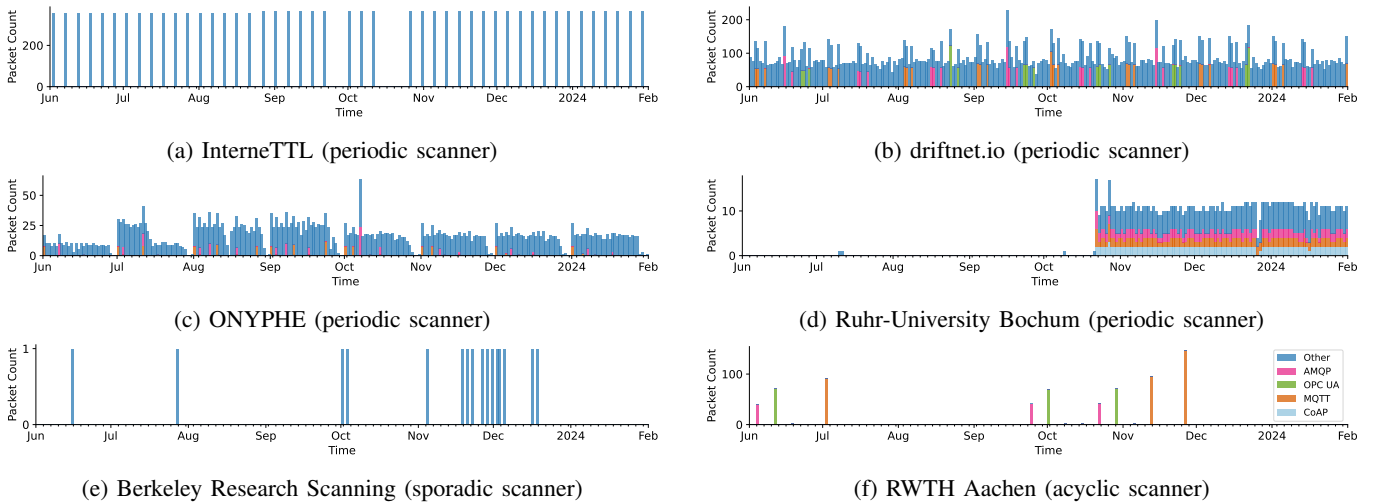 Packet Count
200
0
Jun Jul Aug Sep Oct Nov Dec 2024 Feb
Time
(a) InterneTTL (periodic scanner)
Packet Count
200
100
0
Jun Jul Aug Sep Oct Nov Dec 2024 Feb
Time
(b) driftnet.io (periodic scanner)
Packet Count
50
25
0
Jun Jul Aug Sep Oct Nov Dec 2024 Feb
Time
(c) ONYPHE (periodic scanner)
Packet Count
10
0
Jun Jul Aug Sep Oct Nov Dec 2024 Feb
Time
(d) Ruhr-University Bochum (periodic scanner)
Packet Count
1
0
Jun Jul Aug Sep Oct Nov Dec 2024 Feb
Time
(e) Berkeley Research Scanning (sporadic scanner)
Packet Count
100
0
Other
AMQP
OPC UA
MQTT
CoAP
Jun Jul Aug Sep Oct Nov Dec 2024 Feb
Time
(f) RWTH Aachen (acyclic scanner)